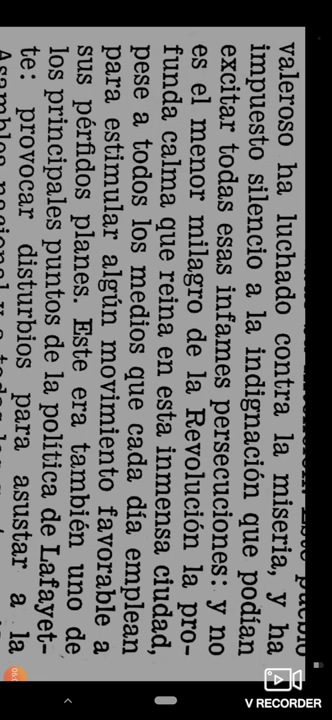 valeroso ha luchado contra la miseria, y ha
impuesto silencio a la indignación que podían
excitar todas esas infames persecuciones: y no
es el menor milagro de la Revolución la pro-
funda calma que reina en esta inmensa ciudad,
pese a todos los medios que cada día emplean
para estimular algún movimiento favorable a
sus pérfidos planes. Este era también uno de
los principales puntos de la política de Lafayet-
te: provocar disturbios para asustar a la
V RECORDER